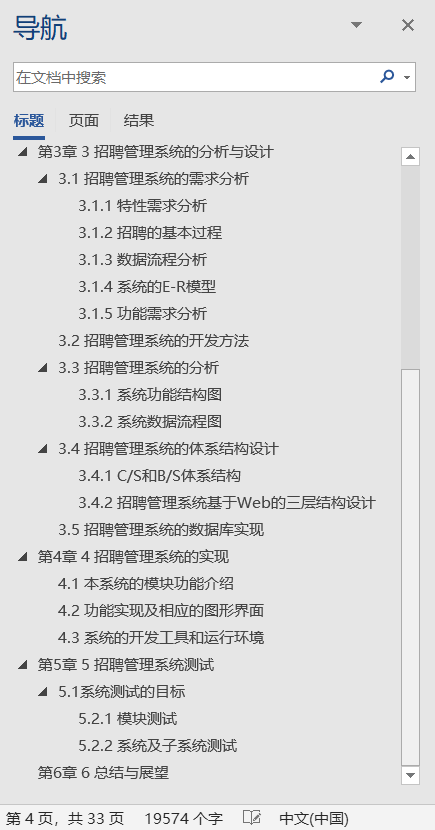 导航
在文档中搜索
标题 页面 结果
第3章 3 招聘管理系统的分析与设计
3.1 招聘管理系统的需求分析
3.1.1 特性需求分析
3.1.2 招聘的基本过程
3.1.3 数据流程分析
3.1.4 系统的E-R模型
3.1.5 功能需求分析
3.2 招聘管理系统的开发方法
3.3 招聘管理系统的分析
3.3.1 系统功能结构图
3.3.2 系统数据流程图
3.4 招聘管理系统的体系结构设计
3.4.1 C/S和B/S体系结构
3.4.2 招聘管理系统基于Web的三层结构设计
3.5 招聘管理系统的数据库实现
第4章 4 招聘管理系统的实现
4.1 本系统的模块功能介绍
4.2 功能实现及相应的图形界面
4.3 系统的开发工具和运行环境
第5章 5 招聘管理系统测试
5.1系统测试的目标
5.2.1 模块测试
5.2.2 系统及子系统测试
第6章 6 总结与展望
第 4 页，共 33 页 19574 个字 中文(中国)